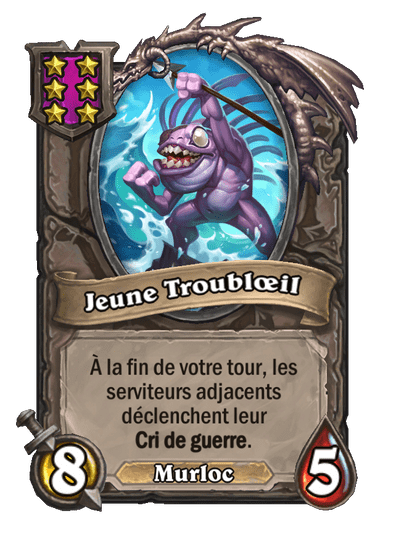 Jeune Troublœil
À la fin de votre tour, les
serviteurs adjacents
déclenchent leur
Cri de guerre.
8
Murloc
5